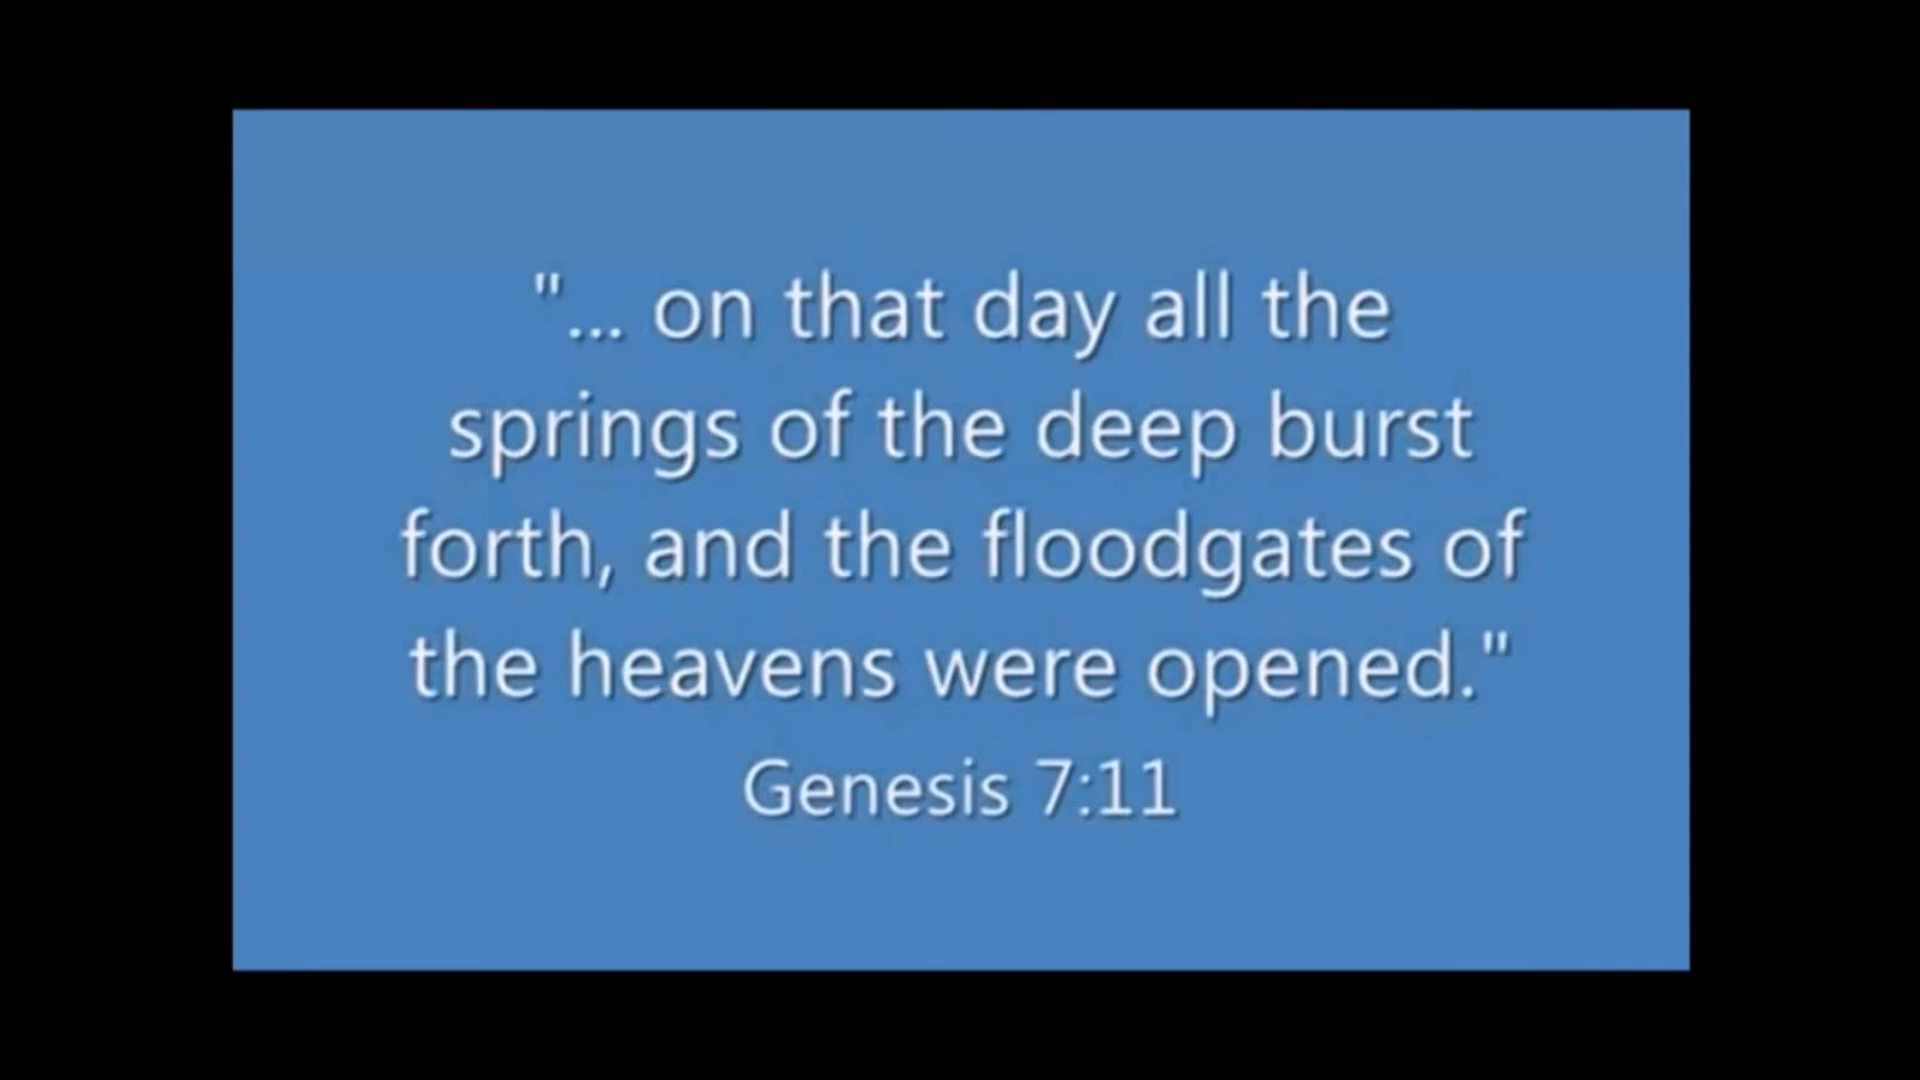 "... on that day all the
springs of the deep burst
forth, and the floodgates of
the heavens were opened."
Genesis 7:11